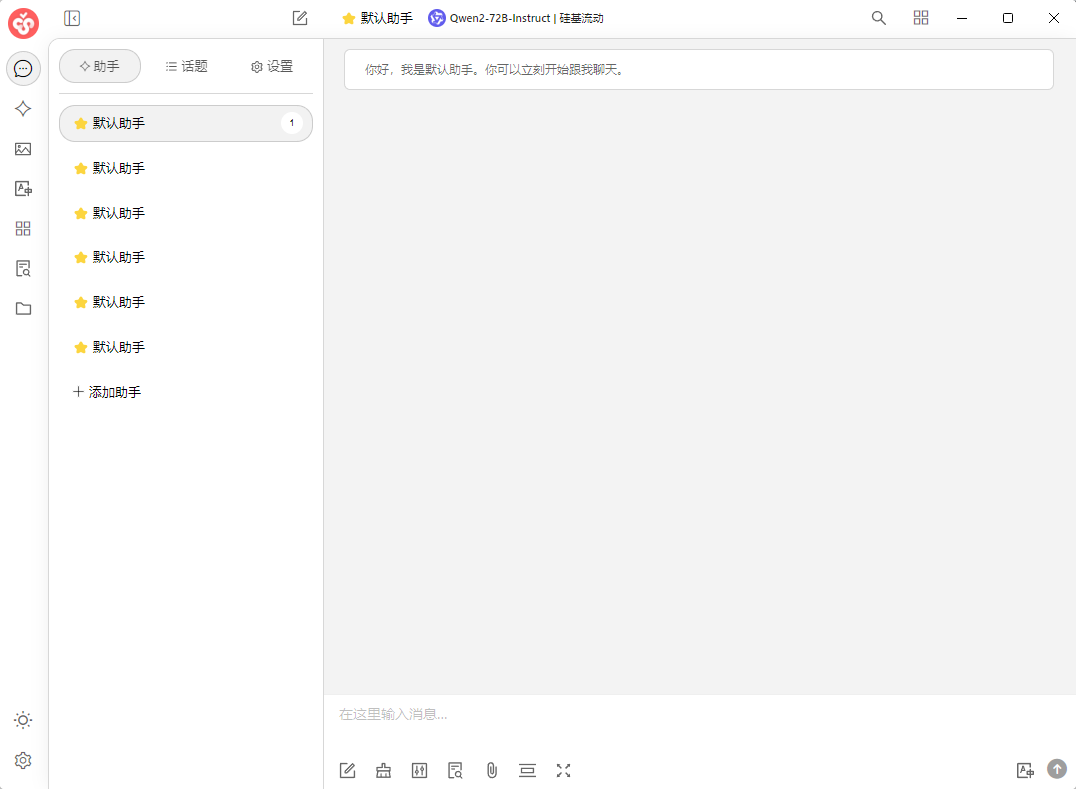 默认助手 Qwen2-72B-Instruct | 硅基流动
助手 话题 设置
默认助手 1
默认助手
默认助手
默认助手
默认助手
默认助手
添加助手
你好，我是默认助手。你可以立刻开始跟我聊天。
在这里输入消息...